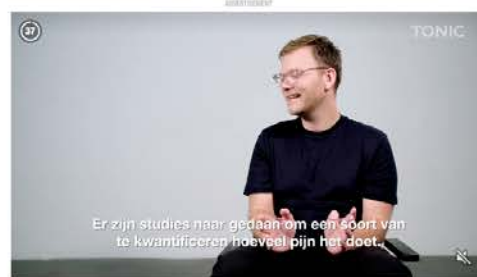 ADVERTISEMENT
37
TONIC
Er zijn studies naar gedaan om een soort van
te kwantificeren hoeveel pijn het doet.,